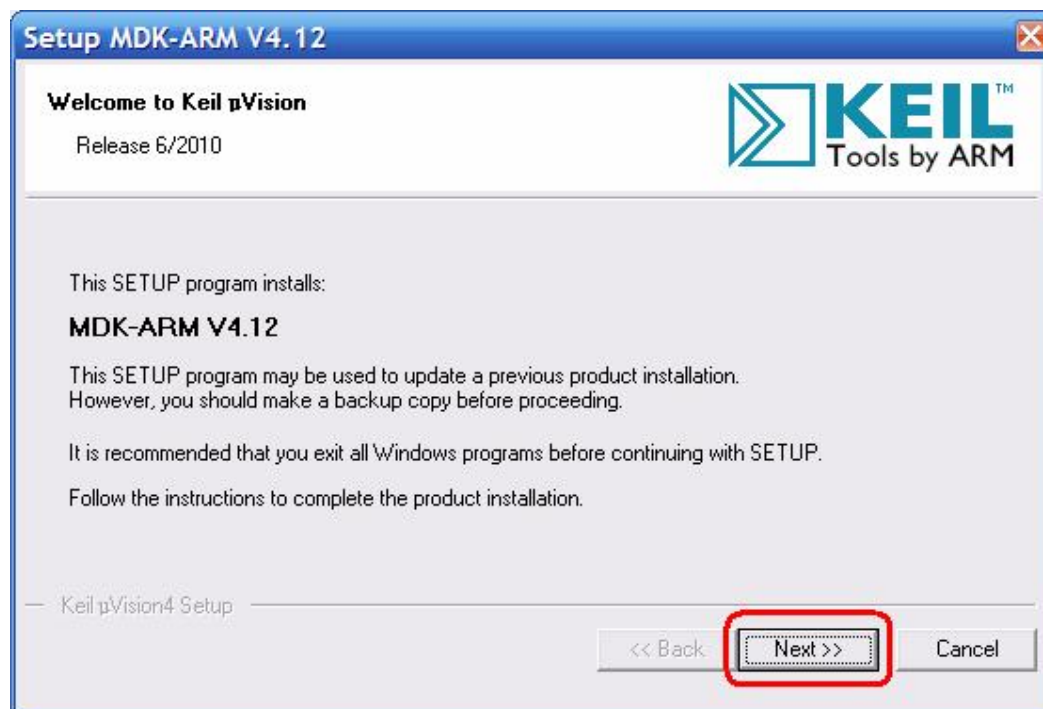 Setup MDK-ARM V4.12
Welcome to Keil µVision
Release 6/2010
KEIL™
Tools by ARM
This SETUP program installs:
MDK-ARM V4.12
This SETUP program may be used to update a previous product installation.
However, you should make a backup copy before proceeding.
It is recommended that you exit all Windows programs before continuing with SETUP.
Follow the instructions to complete the product installation.
Keil µVision4 Setup
<< Back
Next >>
Cancel